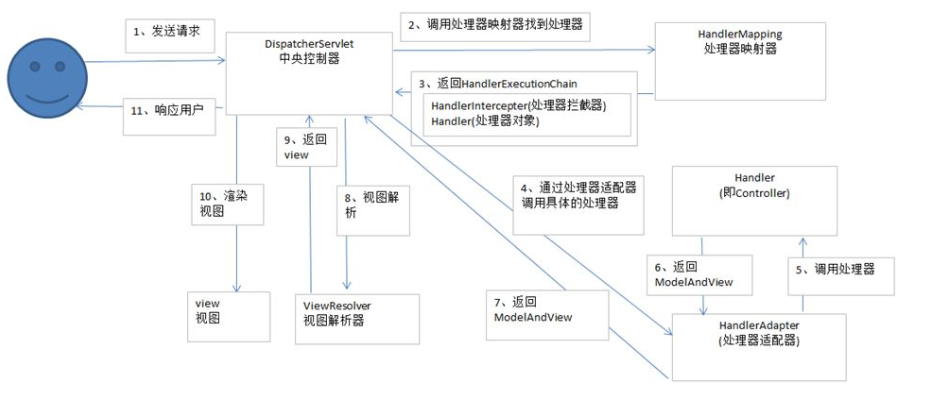 1、发送请求
2、调用处理器映射器找到处理器
DispatcherServlet
中央控制器
HandlerMapping
处理器映射器
3、返回HandlerExecutionChain
HandlerIntercepter(处理器拦截器)
Handler(处理器对象)
11、响应用户
9、返回
view
4、通过处理器适配器
调用具体的处理器
Handler
(即Controller)
10、渲染
视图
8、视图解
析
6、返回
ModelAndView
5、调用处理器
view
视图
ViewResolver
视图解析器
7、返回
ModelAndView
HandlerAdapter
(处理器适配器)